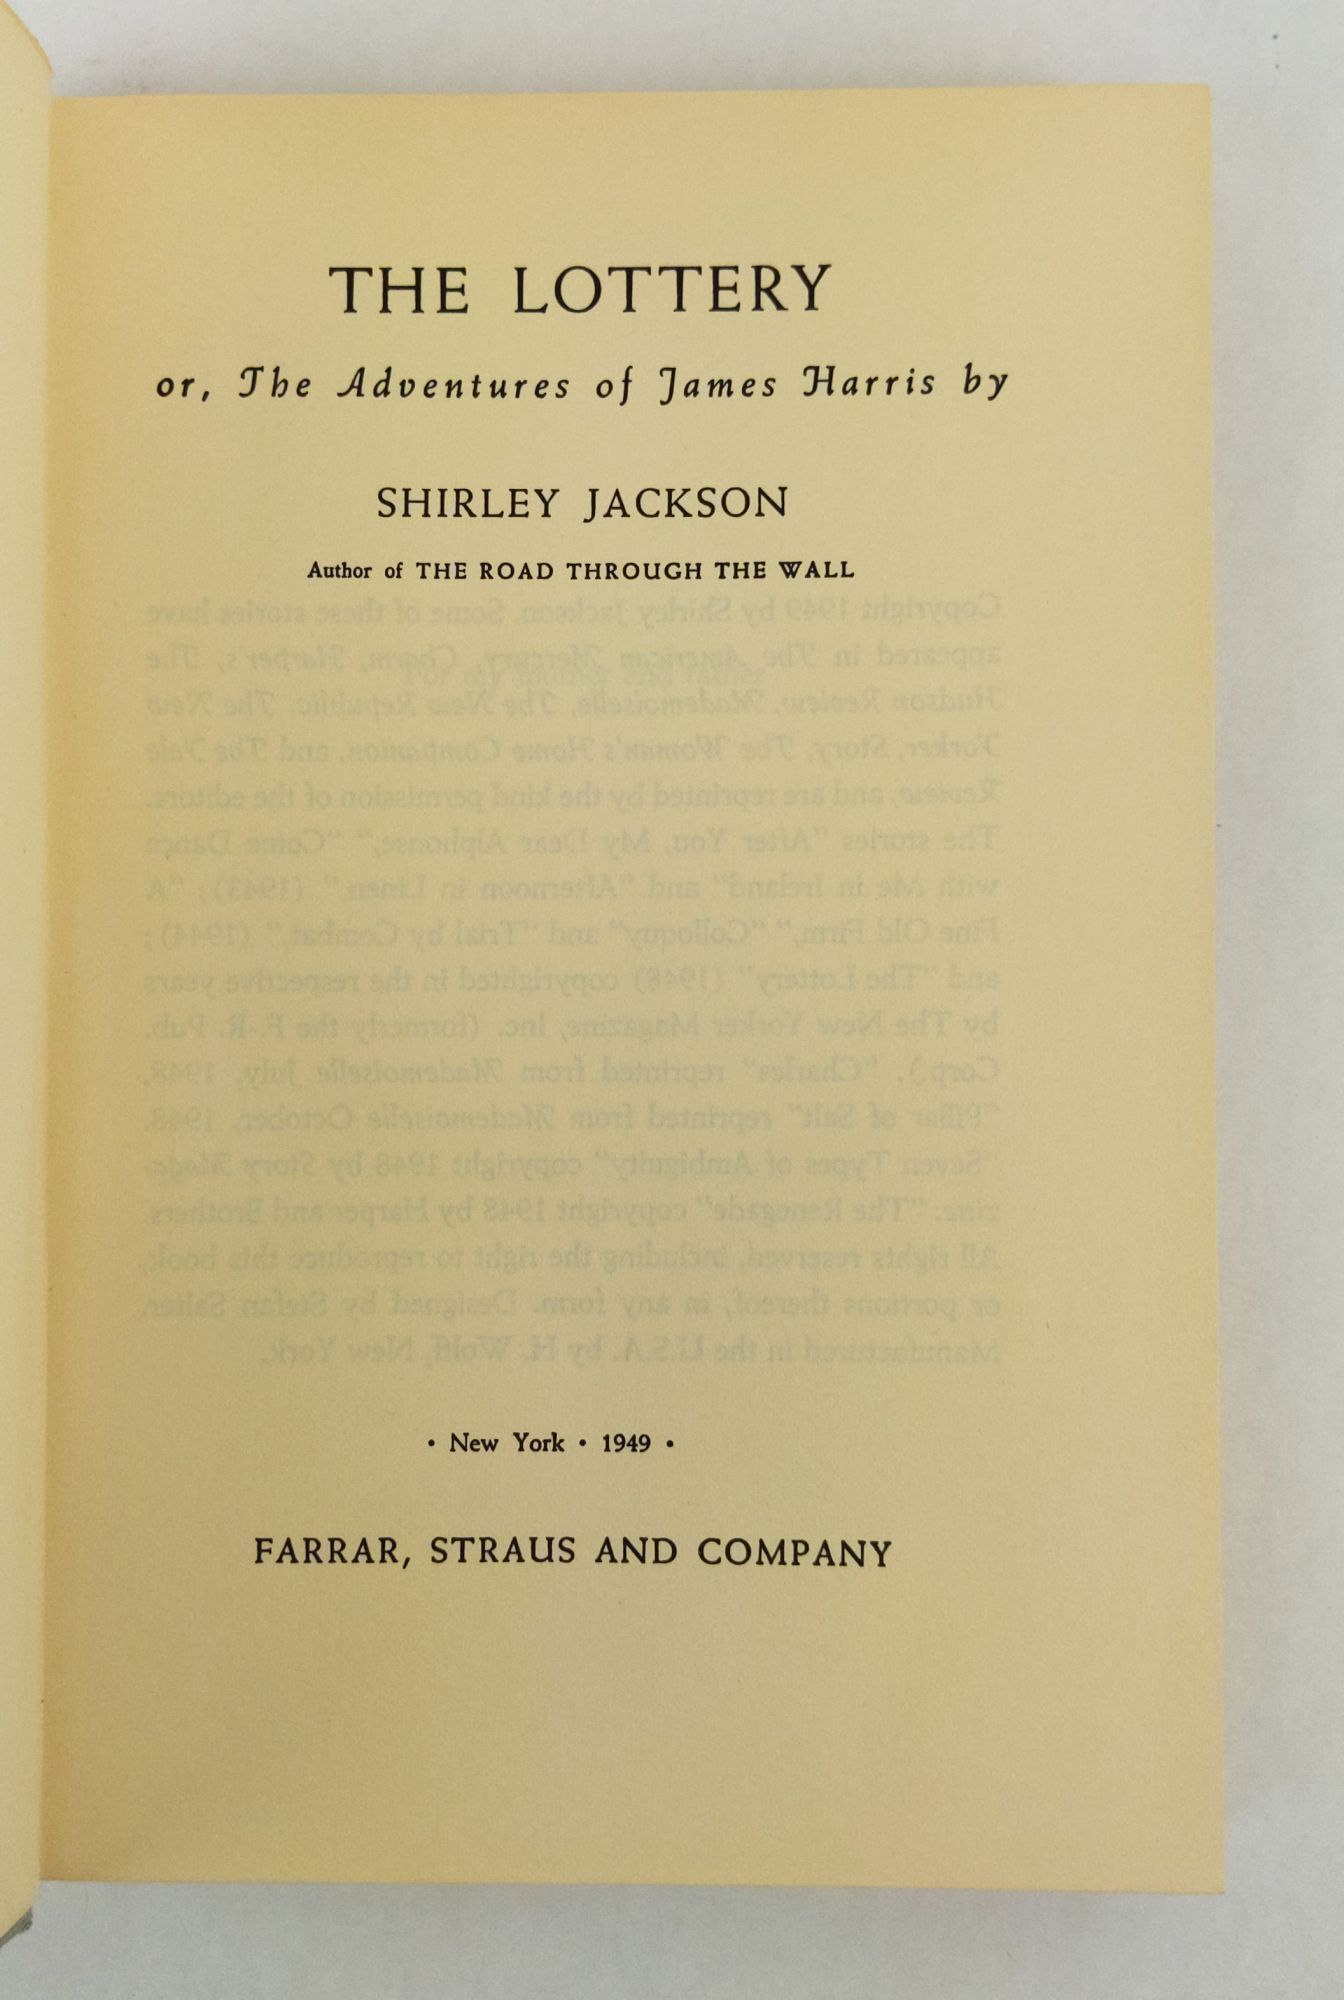 THE LOTTERY
or, The Adventures of James Harris by
SHIRLEY JACKSON
Author of THE ROAD THROUGH THE WALL
Copyright 1949 by Shirley Jackson. Some of these stories have
appeared in The American Mercury, Charm, Harper's, The
Hudson Review, Mademoiselle, The New Republic, The New
Yorker, Story, The Woman's Home Companion, and The Yale
Review, and are reprinted by the kind permission of the editors.
The stories "After You, My Dear Alphonse," "Come Dance
with Me in Ireland" and "Afternoon in Linen," (1943); "A
Fine Old Firm," "Colloquy" and "Trial by Combat," (1944);
and "The Lottery" (1948) copyrighted in the respective years
by The New Yorker Magazine, Inc. (formerly the F.-R. Pub.
Corp.). "Charles" reprinted from Mademoiselle July, 1948.
"Pillar of Salt" reprinted from Mademoiselle October, 1948.
"Seven Types of Ambiguity" copyright 1948 by Story Maga-
zine. "The Renegade" copyright 1948 by Harper and Brothers.
All rights reserved, including the right to reproduce this book,
or portions thereof, in any form. Designed by Stefan Salter.
Manufactured in the U.S.A. by H. Wolff, New York.
• New York • 1949 •
FARRAR, STRAUS AND COMPANY